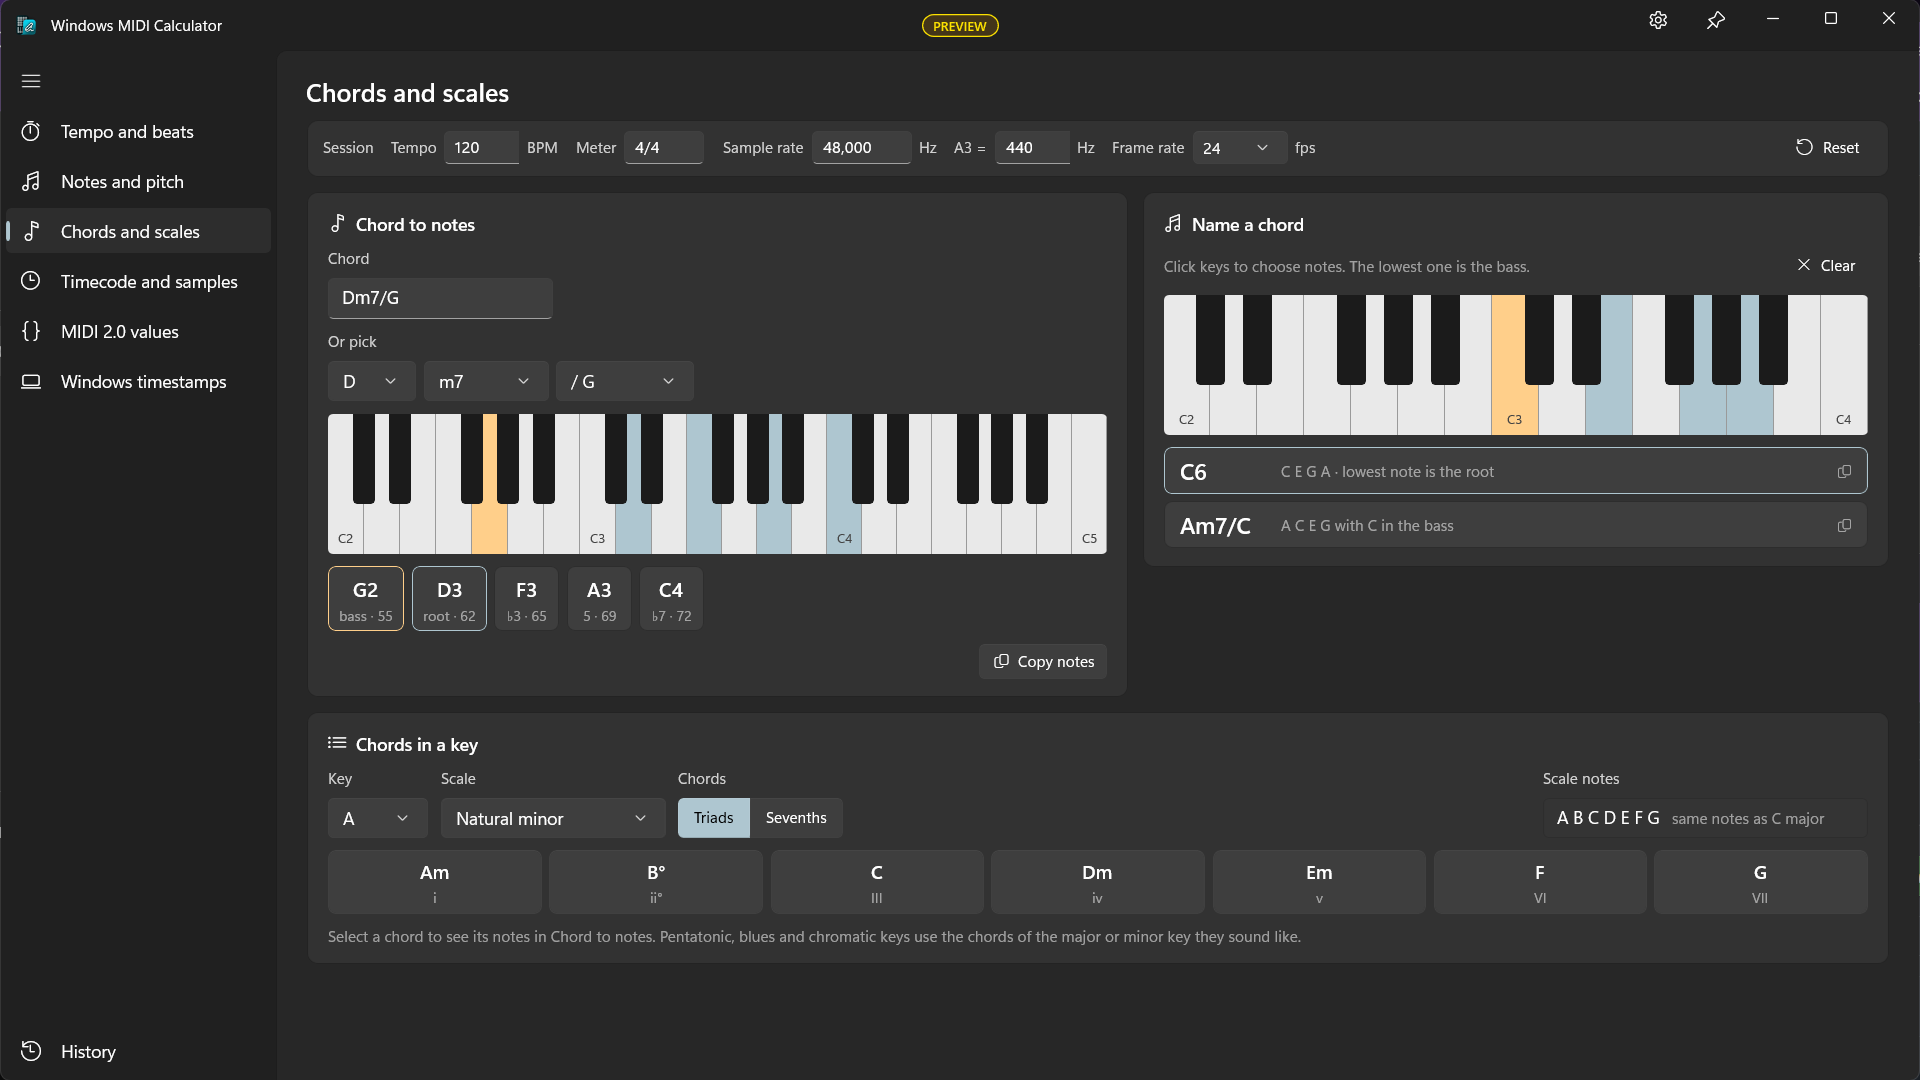 Windows MIDI Calculator
PREVIEW
Tempo and beats
Notes and pitch
Chords and scales
Timecode and samples
MIDI 2.0 values
Windows timestamps
History
Chords and scales
Session Tempo 120 BPM Meter 4/4 Sample rate 48,000 Hz A3 = 440 Hz Frame rate 24 fps Reset
Chord to notes
Chord
Dm7/G
Or pick
D m7 / G
C2 C3 C4 C5
G2 D3 F3 A3 C4
bass · 55 root · 62 ♭3 · 65 5 · 69 ♭7 · 72
Copy notes
Name a chord
Click keys to choose notes. The lowest one is the bass. Clear
C2 C3 C4
C6 C E G A · lowest note is the root
Am7/C A C E G with C in the bass
Chords in a key
Key Scale Chords Scale notes
A Natural minor Triads Sevenths A B C D E F G same notes as C major
Am B° C Dm Em F G
i ii° III iv v VI VII
Select a chord to see its notes in Chord to notes. Pentatonic, blues and chromatic keys use the chords of the major or minor key they sound like.